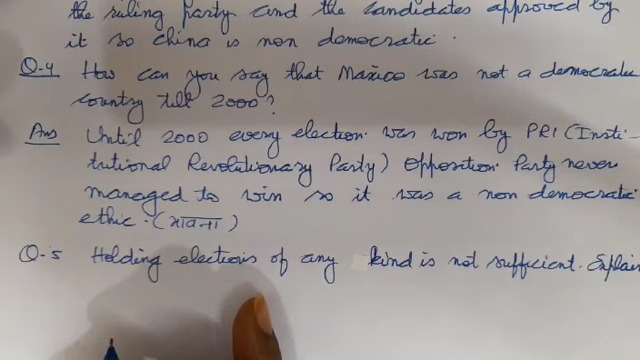 the ruling party and the candidates approved by
it so china is non democratic.
Q-4 How can you say that Maxico was not a democratic
country till 2000?
Ans Until 2000 every election was won by PRI (Insti-
tutional Revolutionary Party) Opposition Party never
managed to win so it was a non democratic
ethic. (
Q-5 Holding elections of any kind is not sufficient. Explain